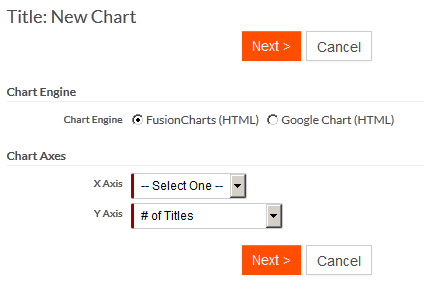 Title: New Chart
Next > Cancel
Chart Engine
Chart Engine FusionCharts (HTML) Google Chart (HTML)
Chart Axes
X Axis -- Select One --
Y Axis # of Titles
Next > Cancel